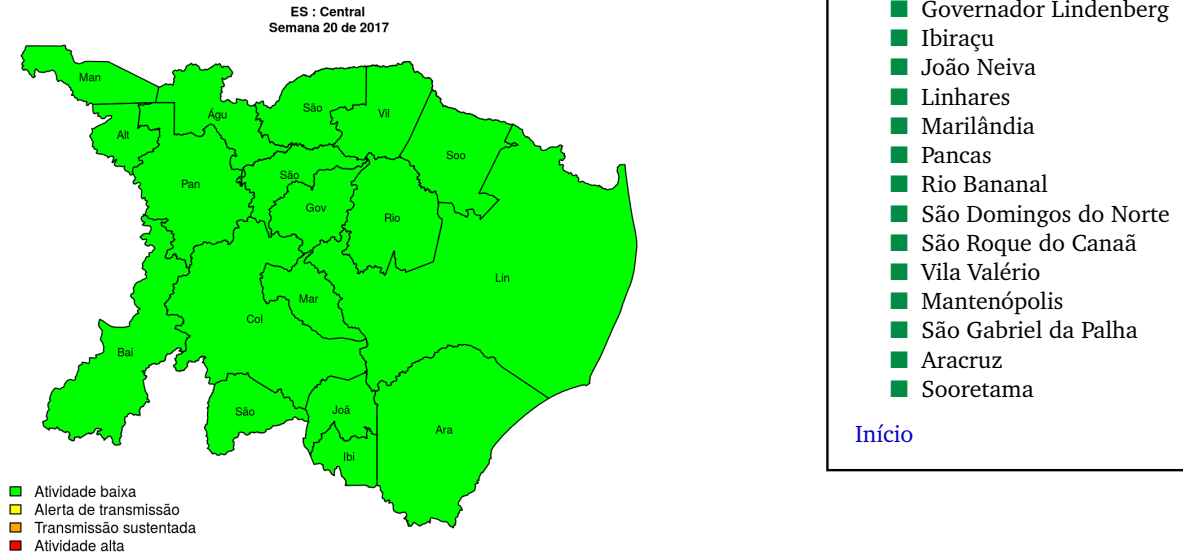 ES : Central
Semana 20 de 2017
Man
Águ
São
Vil
Alt
Soo
São
Pan
Gov
Rio
Lin
Mar
Col
Bai
São
Joã
Ara
Ibi
Atividade baixa
Alerta de transmissão
Transmissão sustentada
Atividade alta
Governador Lindenberg
Ibiraçu
João Neiva
Linhares
Marilândia
Pancas
Rio Bananal
São Domingos do Norte
São Roque do Canaã
Vila Valério
Mantenópolis
São Gabriel da Palha
Aracruz
Sooretama
Início